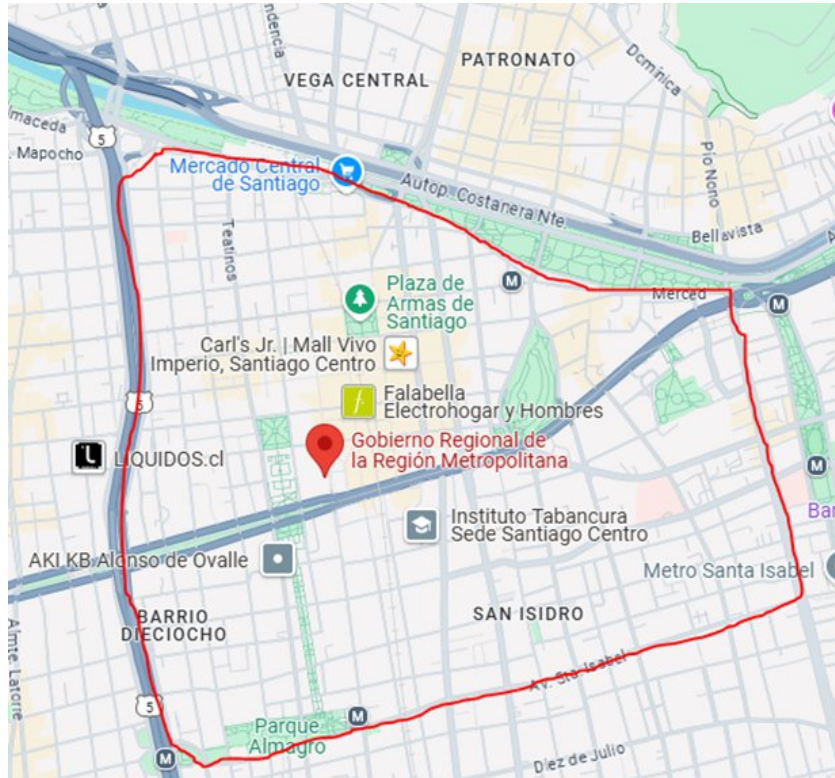 ndencia
PATRONATO
Dominica
VEGA CENTRAL
lmaceda
5
. Mapocho
Mercado Central
de Santiago
Autop. Costanera Nte.
Pío Nono
Teatinos
Bellavista
A
M
Plaza de
Armas de
Santiago
Merced
M
Carl's Jr. | Mall Vivo
Imperio, Santiago Centro
Falabella
Electrohogar y Hombres
5
Gobierno Regional de
la Región Metropolitana
LIQUIDOS.cl
M
Instituto Tabancura
Sede Santiago Centro
Bar
AKI KB Alonso de Ovalle
Metro Santa Isabel
BARRIO
DIECIOCHO
SAN ISIDRO
Almte. Latorre
Av. Sta. Isabel
5
M
Parque
Almagro
M
Diez de Julio